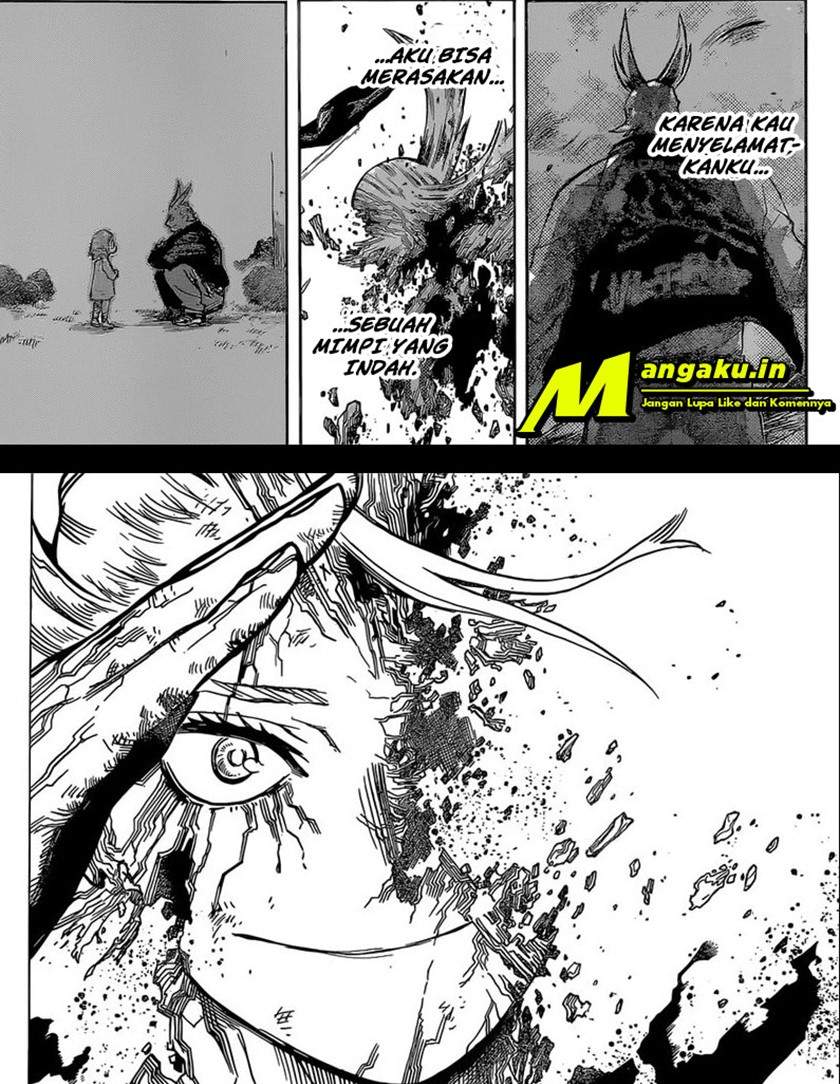 KARENA KAU
MENYELAMAT-
KANKU...
...AKU BISA
MERASAKAN...
...SEBUAH
MIMPI YANG
INDAH.
Mangaku.in
Jangan Lupa Like dan Komennya